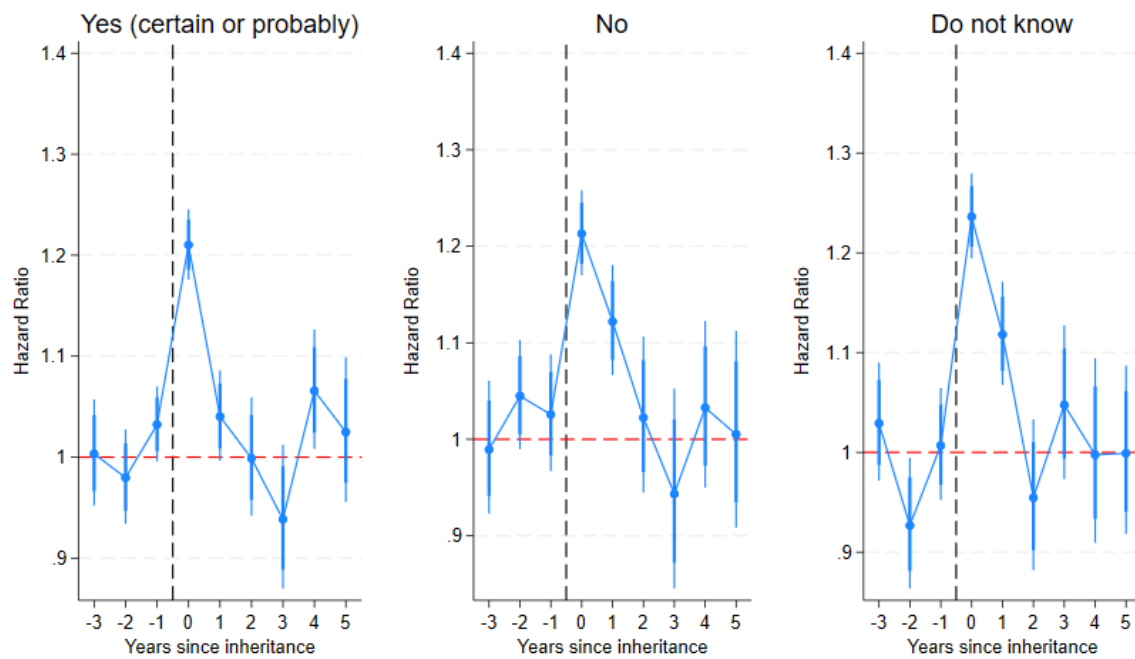 Yes (certain or probably)
1.4
1.3
1.2
1.1
1
.9
Hazard Ratio
-3 -2 -1 0 1 2 3 4 5
Years since inheritance
No
1.4
1.3
1.2
1.1
1
.9
Hazard Ratio
-3 -2 -1 0 1 2 3 4 5
Years since inheritance
Do not know
1.4
1.3
1.2
1.1
1
.9
Hazard Ratio
-3 -2 -1 0 1 2 3 4 5
Years since inheritance